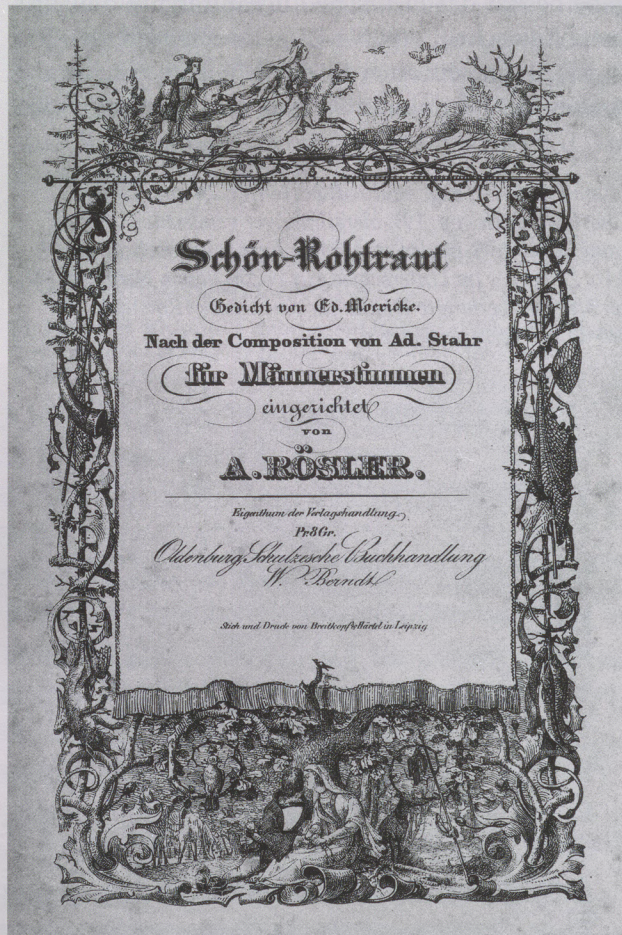 Schön-Rohtraut
Gedicht von Ed. Moericke.
Nach der Composition von Ad. Stahr
für Männerstimmen
eingerichtet
von
A. RÖSLER.
Eigenthum der Verlagshandlung.
Pr. 8 Gr.
Oldenburg, Schulzesche Buchhandlung
W. Berndt
Stich und Druck von Breitkopf & Härtel in Leipzig